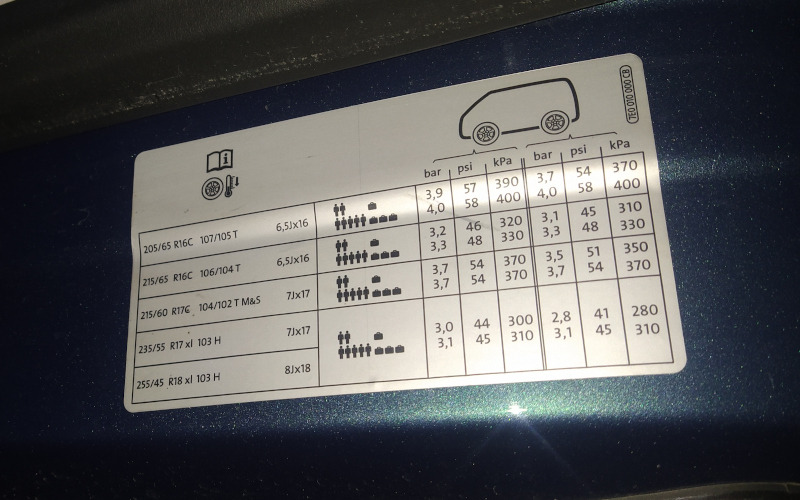 7E0 010 000 CB
bar psi kPa bar psi kPa
205/65 R16C 107/105 T 6,5Jx16 3,9 57 390 3,7 54 370
4,0 58 400 4,0 58 400
215/65 R16C 106/104 T 6,5Jx16 3,2 46 320 3,1 45 310
3,3 48 330 3,3 48 330
215/60 R17C 104/102 T M&S 7Jx17 3,7 54 370 3,5 51 350
3,7 54 370 3,7 54 370
235/55 R17 xl 103 H 7Jx17 3,0 44 300 2,8 41 280
3,1 45 310 3,1 45 310
255/45 R18 xl 103 H 8Jx18